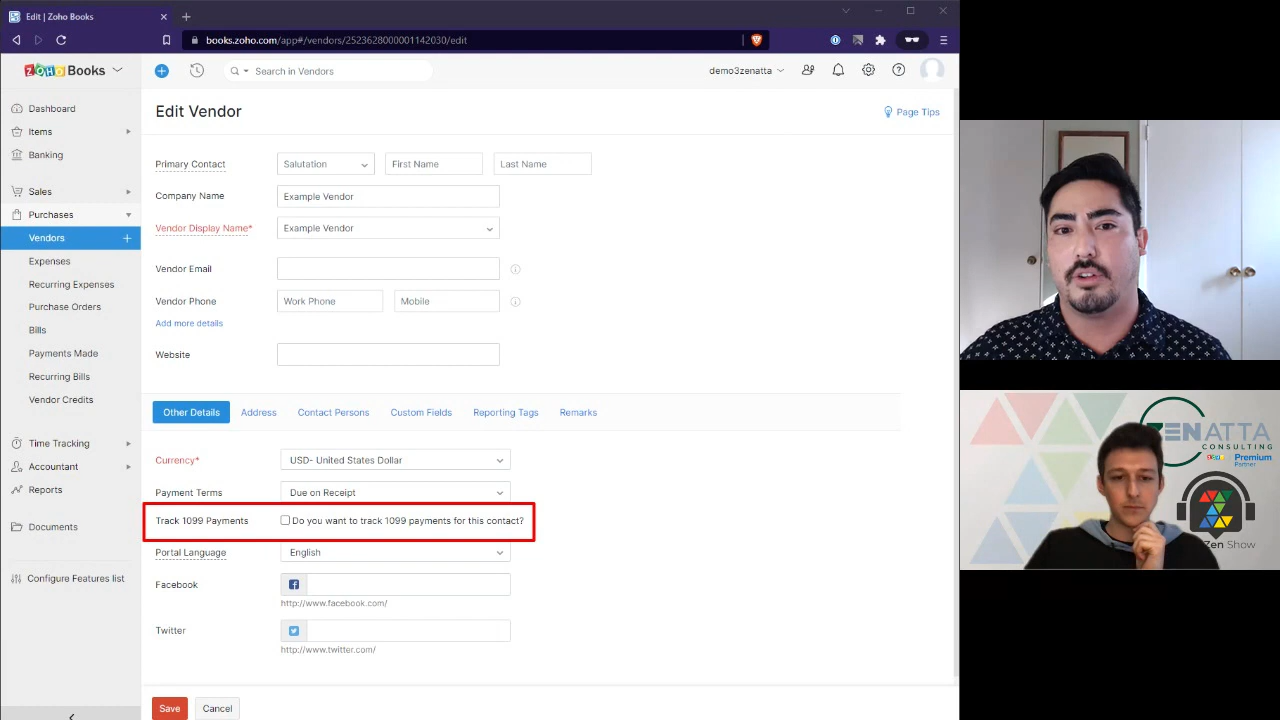 Edit | Zoho Books
books.zoho.com/app#/vendors/2523628000001142030/edit
ZOHO Books
Search in Vendors
demo3zenatta
Dashboard
Items
Banking
Sales
Purchases
Vendors
Expenses
Recurring Expenses
Purchase Orders
Bills
Payments Made
Recurring Bills
Vendor Credits
Time Tracking
Accountant
Reports
Documents
Configure Features list
Edit Vendor
Page Tips
Primary Contact Salutation First Name Last Name
Company Name Example Vendor
Vendor Display Name* Example Vendor
Vendor Email
Vendor Phone Work Phone Mobile
Add more details
Website
Other Details Address Contact Persons Custom Fields Reporting Tags Remarks
Currency* USD- United States Dollar
Payment Terms Due on Receipt
Track 1099 Payments Do you want to track 1099 payments for this contact?
Portal Language English
Facebook
http://www.facebook.com/
Twitter
http://www.twitter.com/
Save Cancel
ZENATTA
CONSULTING
ZOHO Premium
Partner
Zen Show